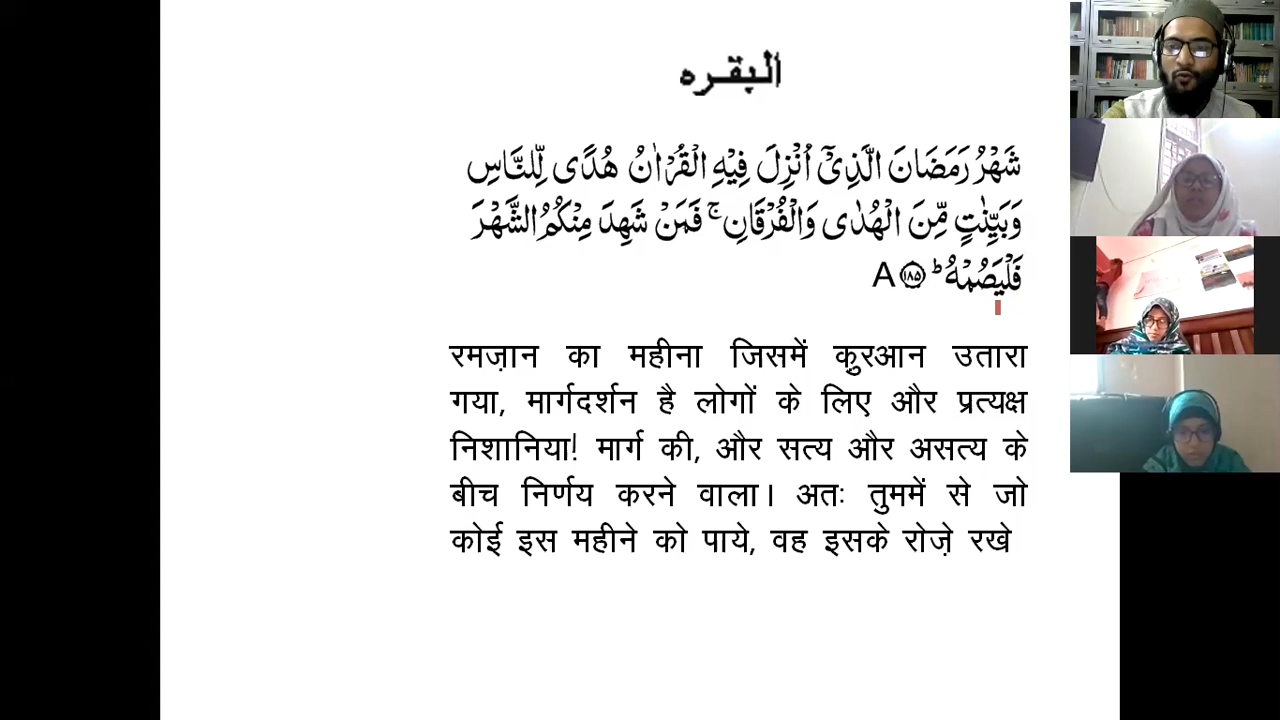 البقره
شَهْرُ رَمَضَانَ الَّذِیْۤ اُنْزِلَ فِیْهِ الْقُرْاٰنُ هُدًی لِّلنَّاسِ
وَبَیِّنٰتٍ مِّنَ الْهُدٰی وَالْفُرْقَانِ ۚ فَمَنْ شَهِدَ مِنْكُمُ الشَّهْرَ
فَلْیَصُمْهُ ؕ ۝۱۸۵ A
रमज़ान का महीना जिसमें क़ुरआन उतारा
गया, मार्गदर्शन है लोगों के लिए और प्रत्यक्ष
निशानिया! मार्ग की, और सत्य और असत्य के
बीच निर्णय करने वाला। अतः तुममें से जो
कोई इस महीने को पाये, वह इसके रोज़े रखे